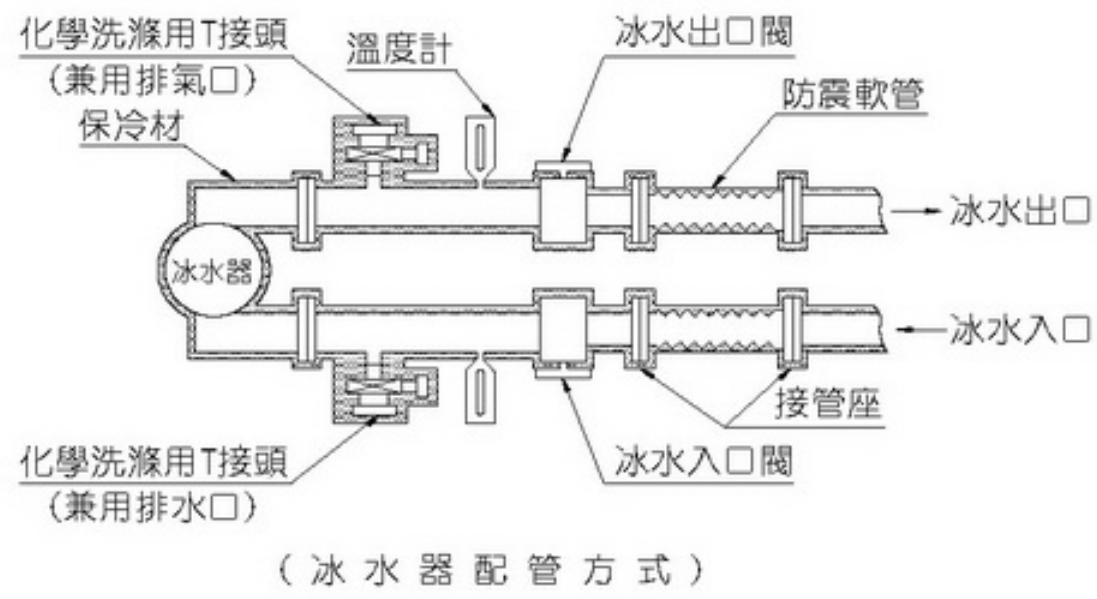 化學洗滌用T接頭
(兼用排氣口)
溫度計
冰水出口閥
防震軟管
保冷材
冰水出口
冰水器
冰水入口
接管座
化學洗滌用T接頭
(兼用排水口)
冰水入口閥
(冰水器配管方式)